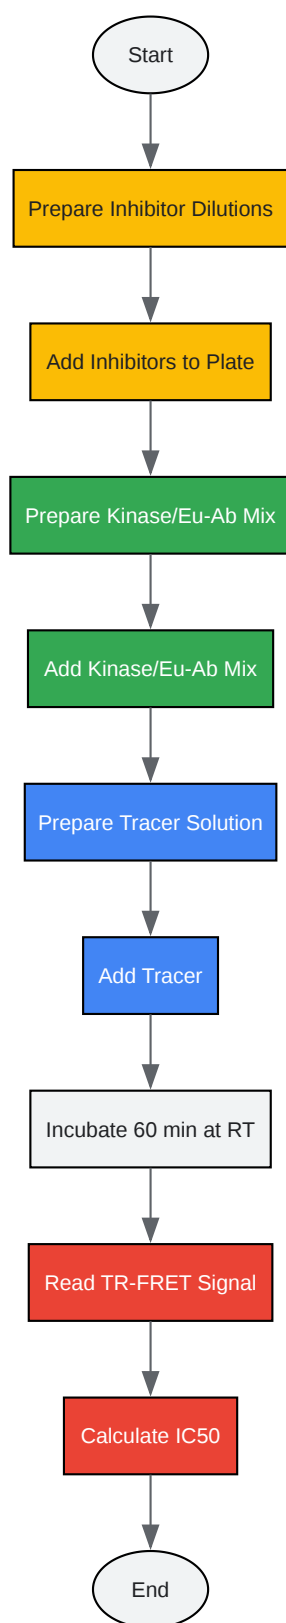 Start
Prepare Inhibitor Dilutions
Add Inhibitors to Plate
Prepare Kinase/Eu-Ab Mix
Add Kinase/Eu-Ab Mix
Prepare Tracer Solution
Add Tracer
Incubate 60 min at RT
Read TR-FRET Signal
Calculate IC50
End